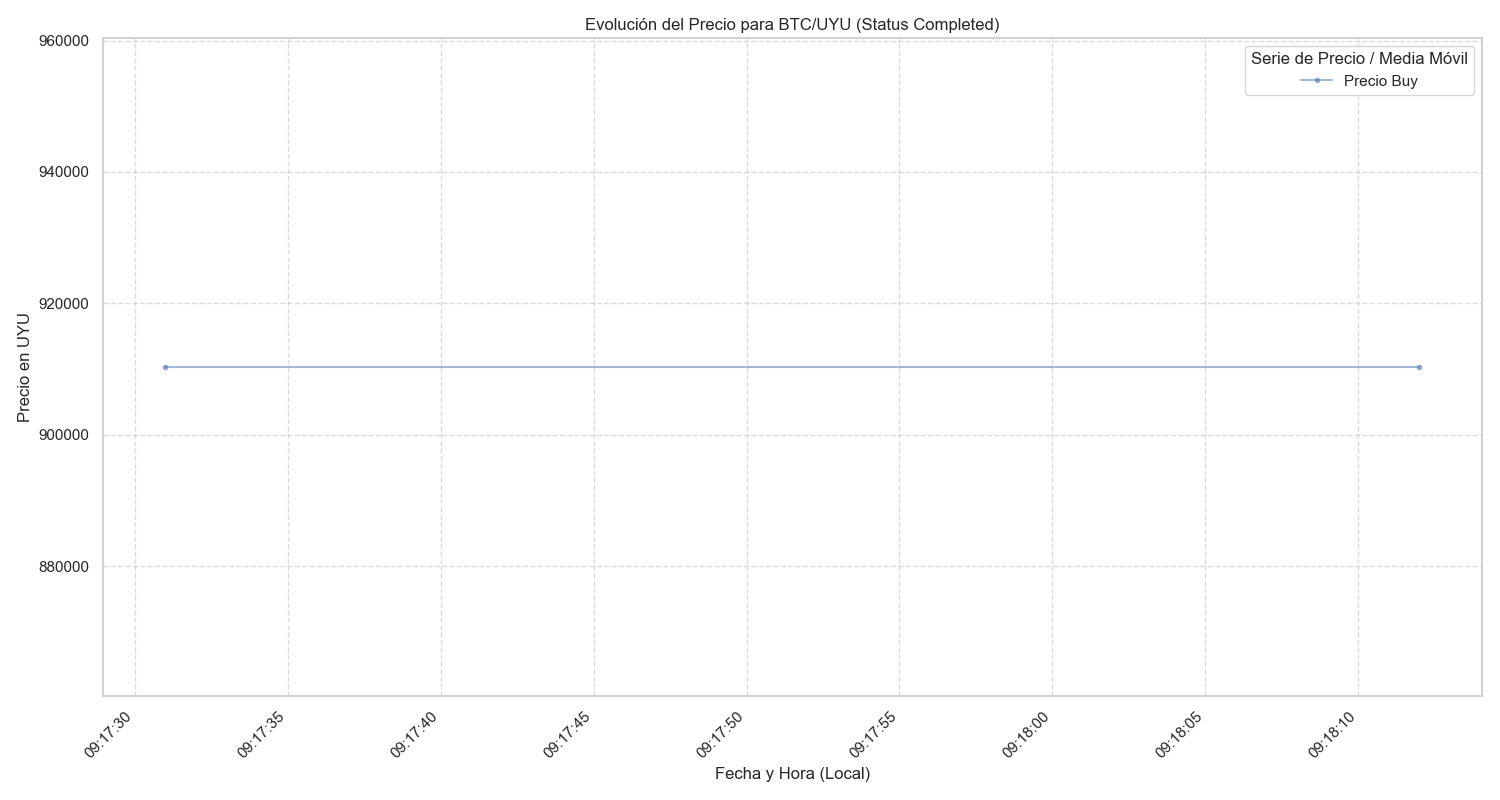 Evolución del Precio para BTC/UYU (Status Completed)
Serie de Precio / Media Móvil
Precio Buy
Precio en UYU
960000
940000
920000
900000
880000
09:17:30
09:17:35
09:17:40
09:17:45
09:17:50
09:17:55
09:18:00
09:18:05
09:18:10
Fecha y Hora (Local)